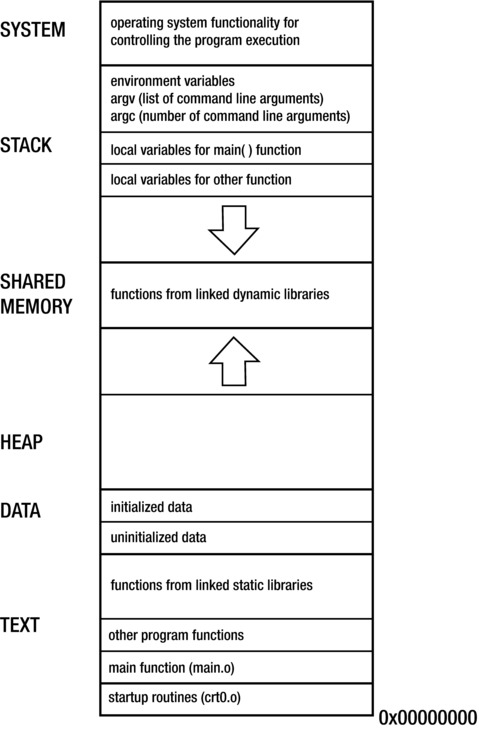 SYSTEM
operating system functionality for
controlling the program execution
environment variables
argv (list of command line arguments)
argc (number of command line arguments)
STACK
local variables for main( ) function
local variables for other function
SHARED
MEMORY
functions from linked dynamic libraries
HEAP
DATA
initialized data
uninitialized data
functions from linked static libraries
TEXT
other program functions
main function (main.o)
startup routines (crt0.o)
0x00000000